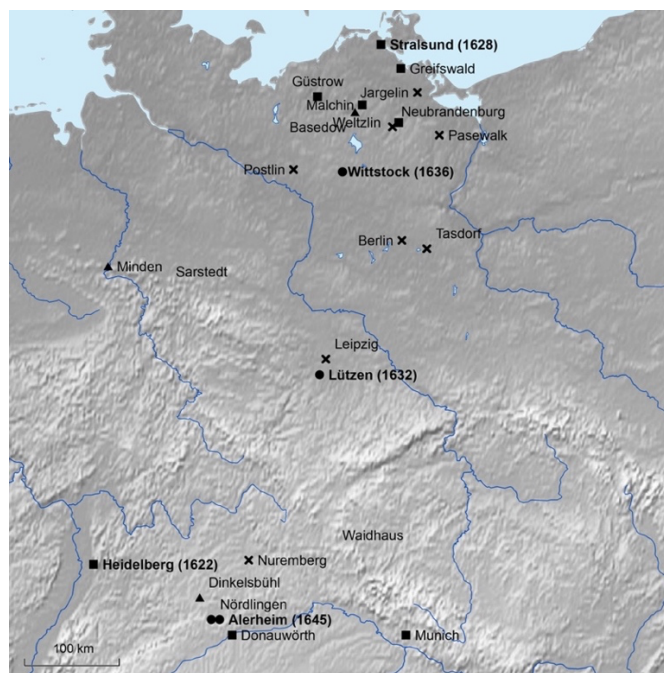 Stralsund (1628)
Greifswald
Güstrow
Jargelin
Malchin
Weltzlin
Neubrandenburg
Basedow
Pasewalk
Postlin
Wittstock (1636)
Berlin
Tasdorf
Minden
Sarstedt
Leipzig
Lützen (1632)
Waidhaus
Heidelberg (1622)
Nuremberg
Dinkelsbühl
Nördlingen
Alerheim (1645)
Donauwörth
Munich
100 km